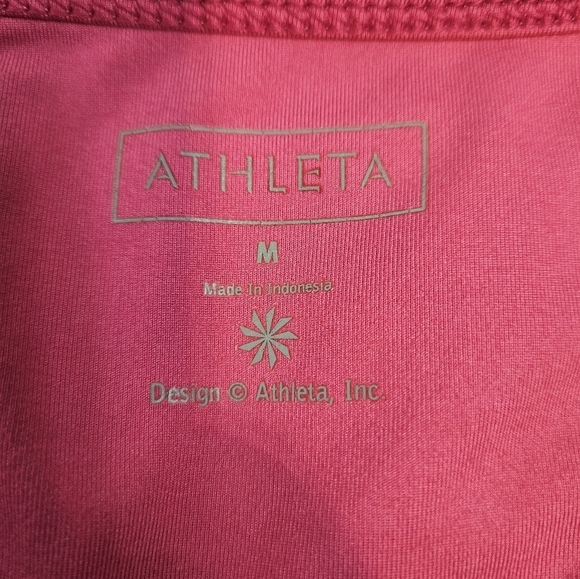 ATHLETA
M
Made In Indonesia
Design © Athleta, Inc.